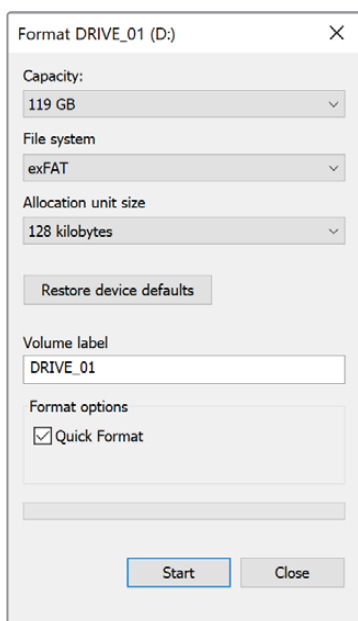 Format DRIVE_01 (D:)
Capacity:
119 GB
File system
exFAT
Allocation unit size
128 kilobytes
Restore device defaults
Volume label
DRIVE_01
Format options
Quick Format
Start
Close